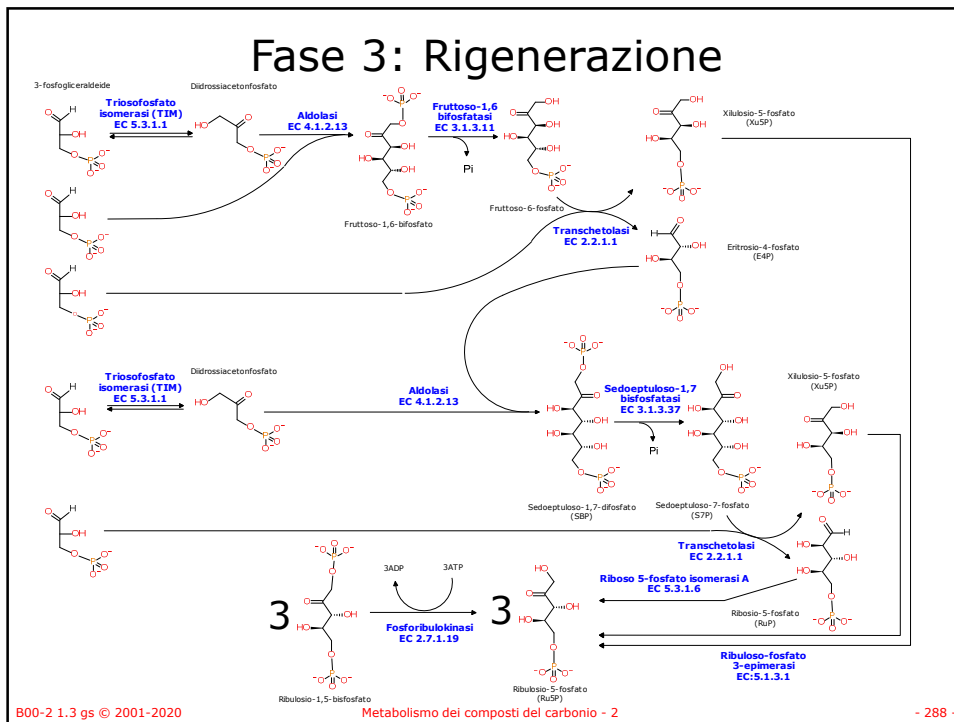 Fase 3: Rigenerazione
3-fosfogliceraldeide
Triosofosfato
isomerasi (TIM)
EC 5.3.1.1
Diidrossiacetonfosfato
Aldolasi
EC 4.1.2.13
Fruttoso-1,6
bifosfatasi
EC 3.1.3.11
Pi
Fruttoso-1,6-bifosfato
Fruttoso-6-fosfato
Xilulosio-5-fosfato
(Xu5P)
Transchetolasi
EC 2.2.1.1
Eritrosio-4-fosfato
(E4P)
Triosofosfato
isomerasi (TIM)
EC 5.3.1.1
Diidrossiacetonfosfato
Aldolasi
EC 4.1.2.13
Sedoeptuloso-1,7
bisfosfatasi
EC 3.1.3.37
Pi
Xilulosio-5-fosfato
(Xu5P)
Sedoeptuloso-1,7-difosfato
(SBP)
Sedoeptuloso-7-fosfato
(S7P)
Transchetolasi
EC 2.2.1.1
Riboso 5-fosfato isomerasi A
EC 5.3.1.6
Ribosio-5-fosfato
(RuP)
3
3ADP
3ATP
Fosforibulokinasi
EC 2.7.1.19
3
Ribulosio-1,5-bisfosfato
Ribulosio-5-fosfato
(Ru5P)
Ribuloso-fosfato
3-epimerasi
EC:5.1.3.1
B00-2 1.3 gs © 2001-2020
Metabolismo dei composti del carbonio - 2
- 288 -